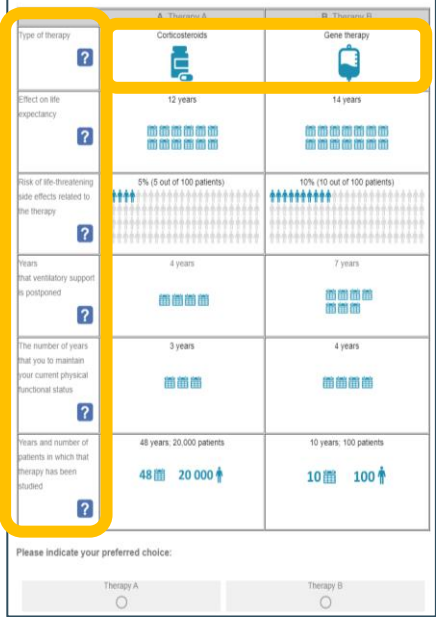 A. Therapy A B. Therapy B
Type of therapy
?
Corticosteroids Gene therapy
Effect on life
expectancy
?
12 years 14 years
Risk of life-threatening
side effects related to
the therapy
?
5% (5 out of 100 patients) 10% (10 out of 100 patients)
Years
that ventilatory support
is postponed
?
4 years 7 years
The number of years
that you to maintain
your current physical
functional status
?
3 years 4 years
Years and number of
patients in which that
therapy has been
studied
?
48 years; 20,000 patients 10 years; 100 patients
48 20 000 10 100
Please indicate your preferred choice:
Therapy A Therapy B